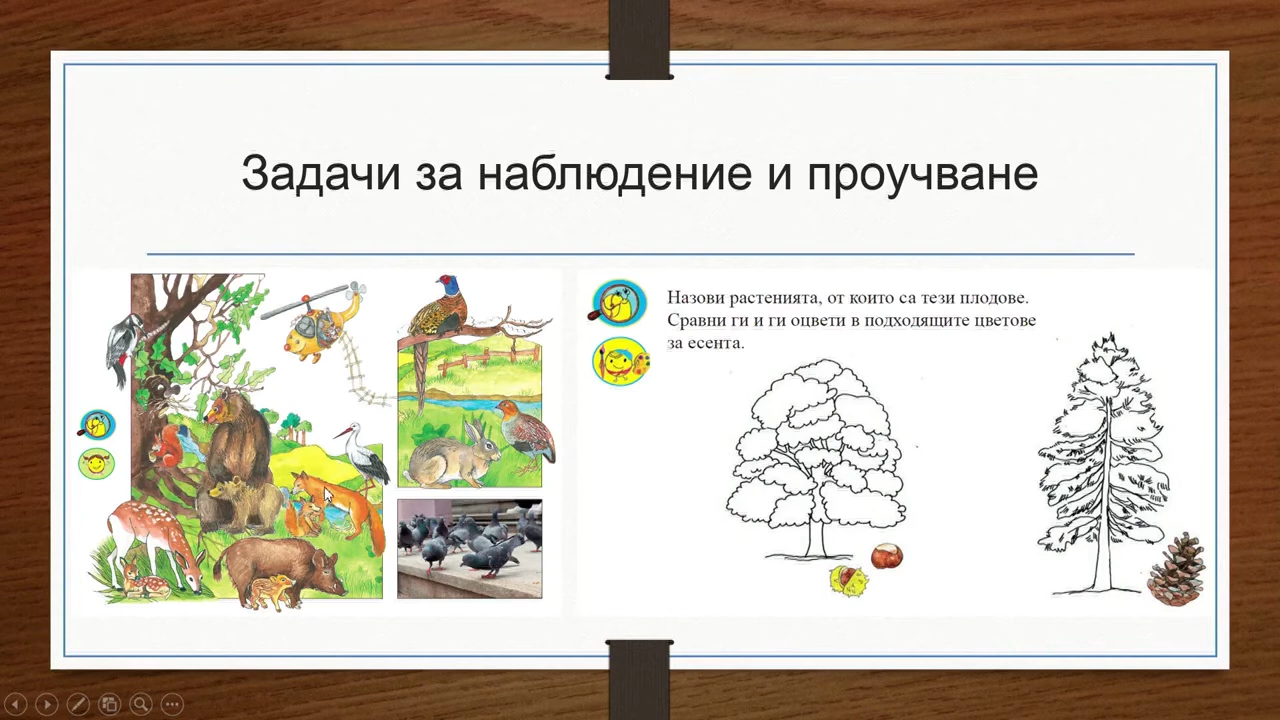 Задачи за наблюдение и проучване
Назови растенията, от които са тези плодове.
Сравни ги и ги оцвети в подходящите цветове
за есента.